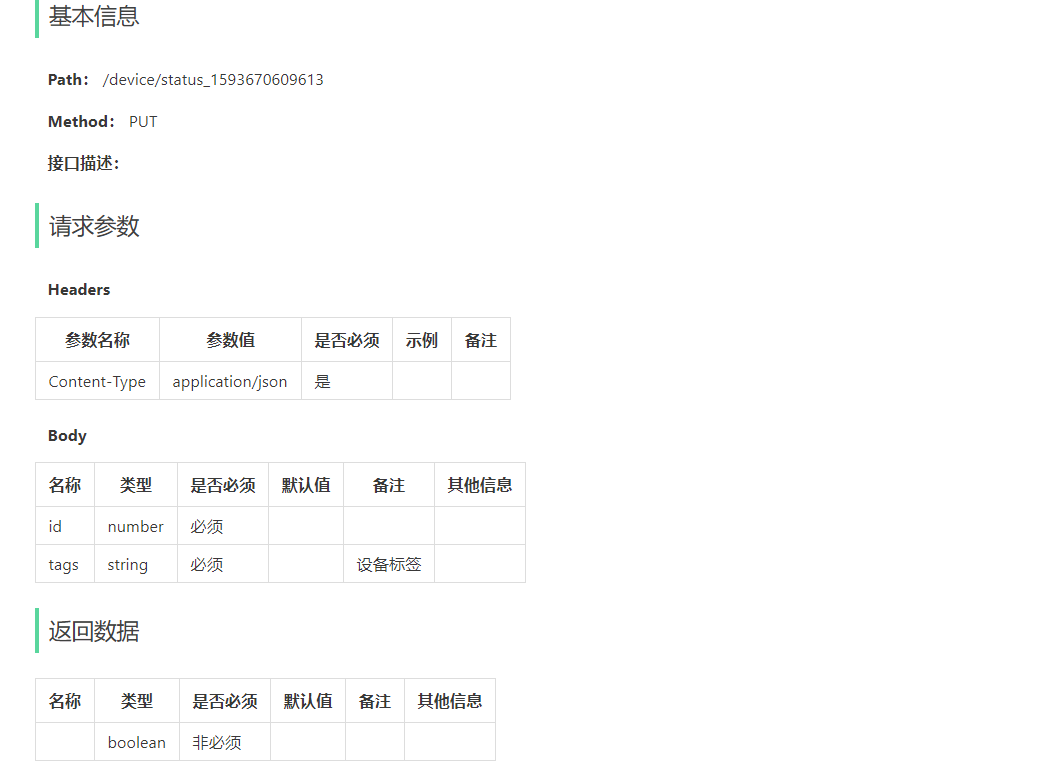 基本信息
Path： /device/status_1593670609613
Method： PUT
接口描述：
请求参数
Headers
参数名称 参数值 是否必须 示例 备注
Content-Type application/json 是
Body
名称 类型 是否必须 默认值 备注 其他信息
id number 必须
tags string 必须 设备标签
返回数据
名称 类型 是否必须 默认值 备注 其他信息
boolean 非必须